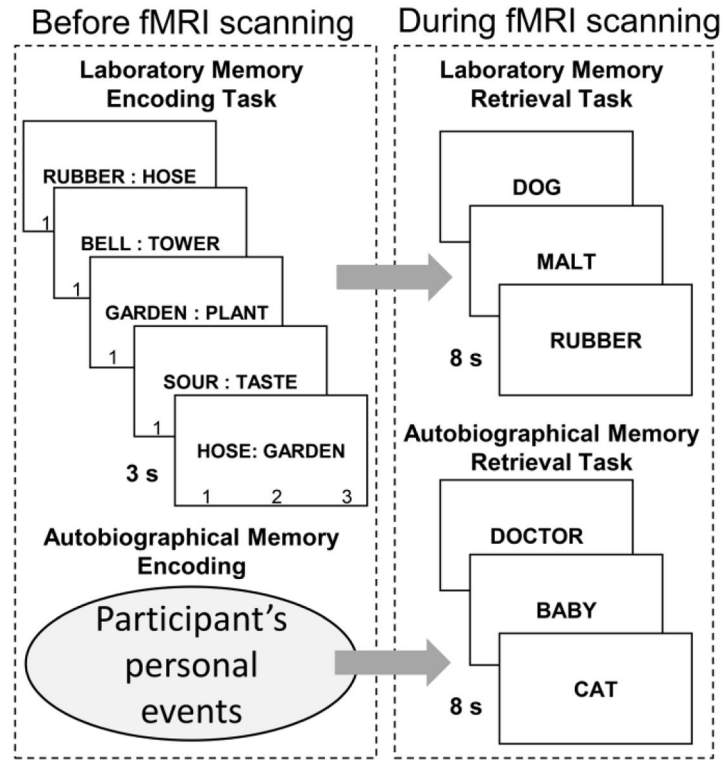 Before fMRI scanning
Laboratory Memory
Encoding Task
RUBBER : HOSE
1
BELL : TOWER
1
GARDEN : PLANT
1
SOUR : TASTE
1
HOSE: GARDEN
3 s
1 2 3
Autobiographical Memory
Encoding
Participant's
personal
events
During fMRI scanning
Laboratory Memory
Retrieval Task
DOG
MALT
RUBBER
8 s
Autobiographical Memory
Retrieval Task
DOCTOR
BABY
CAT
8 s